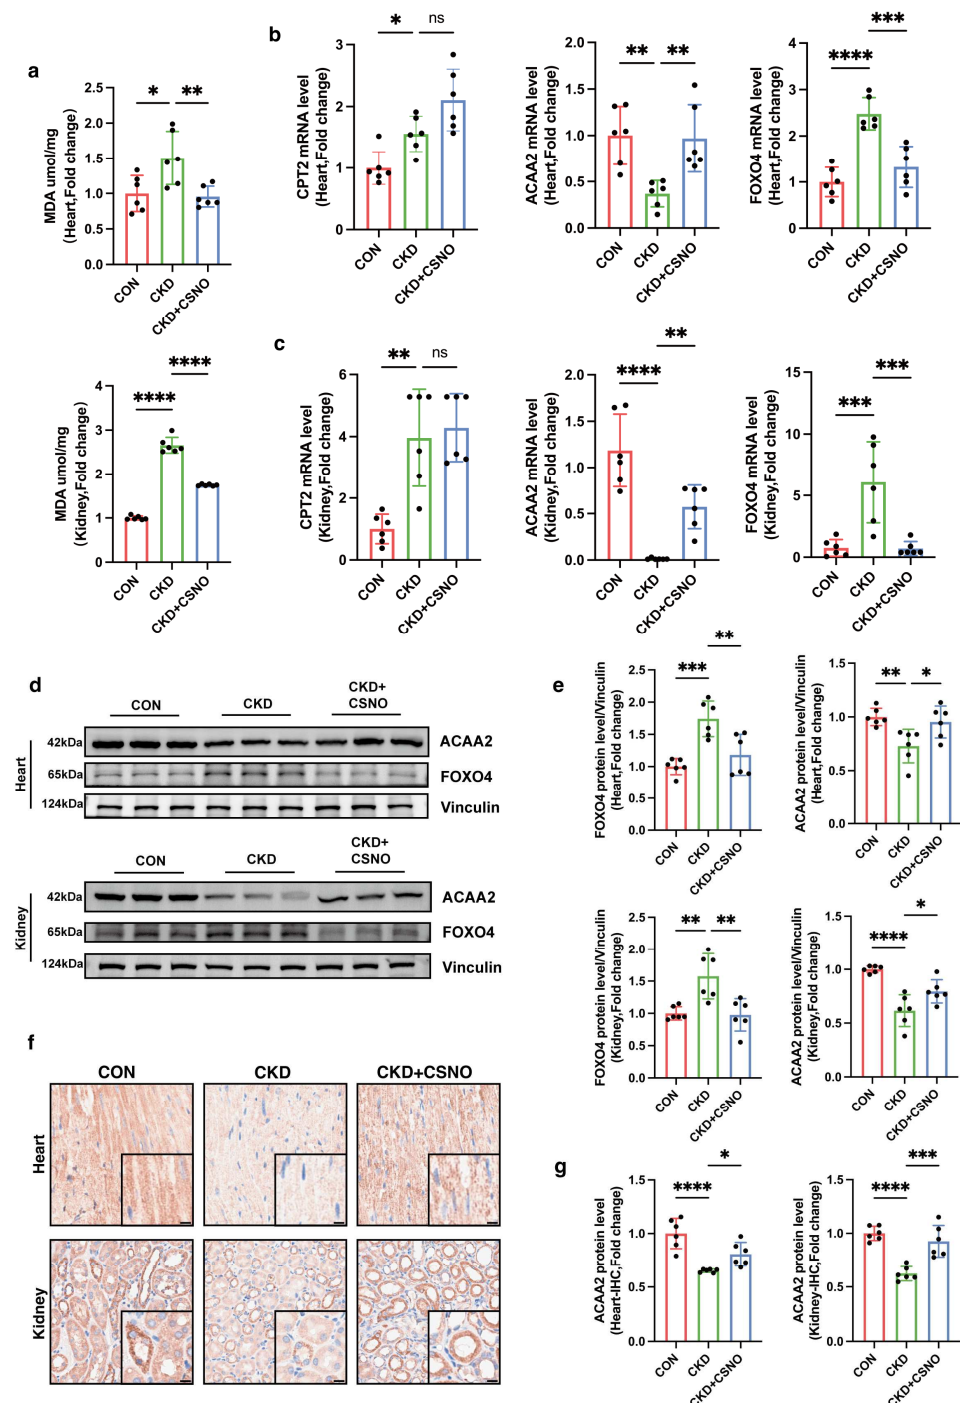 a
MDA umol/mg
(Heart,Fold change)
2.5
2.0
1.5
1.0
0.5
0.0
* **
CON
CKD
CKD+CSNO
MDA umol/mg
(Kidney,Fold change)
4
3
2
1
0
**** ****
CON
CKD
CKD+CSNO
b
CPT2 mRNA level
(Heart,Fold change)
3
2
1
0
* ns
CON
CKD
CKD+CSNO
ACAA2 mRNA level
(Heart,Fold change)
2.0
1.5
1.0
0.5
0.0
** **
CON
CKD
CKD+CSNO
FOXO4 mRNA level
(Heart,Fold change)
4
3
2
1
0
**** ***
CON
CKD
CKD+CSNO
c
CPT2 mRNA level
(Kidney,Fold change)
6
4
2
0
** ns
CON
CKD
CKD+CSNO
ACAA2 mRNA level
(Kidney,Fold change)
2.0
1.5
1.0
0.5
0.0
**** **
CON
CKD
CKD+CSNO
FOXO4 mRNA level
(Kidney,Fold change)
15
10
5
0
*** ***
CON
CKD
CKD+CSNO
d
CON CKD CKD+
CSNO
Heart
42kDa ACAA2
65kDa FOXO4
124kDa Vinculin
CON CKD CKD+
CSNO
Kidney
42kDa ACAA2
65kDa FOXO4
124kDa Vinculin
e
FOXO4 protein level/Vinculin
(Heart,Fold change)
2.5
2.0
1.5
1.0
0.5
0.0
*** **
CON
CKD
CKD+CSNO
ACAA2 protein level/Vinculin
(Heart,Fold change)
1.5
1.0
0.5
0.0
** *
CON
CKD
CKD+CSNO
FOXO4 protein level/Vinculin
(Kidney,Fold change)
2.5
2.0
1.5
1.0
0.5
0.0
** **
CON
CKD
CKD+CSNO
ACAA2 protein level/Vinculin
(Kidney,Fold change)
1.5
1.0
0.5
0.0
**** *
CON
CKD
CKD+CSNO
f
CON CKD CKD+CSNO
Heart
Kidney
g
ACAA2 protein level
(Heart-IHC,Fold change)
1.5
1.0
0.5
0.0
**** *
CON
CKD
CKD+CSNO
ACAA2 protein level
(Kidney-IHC,Fold change)
1.5
1.0
0.5
0.0
**** ***
CON
CKD
CKD+CSNO